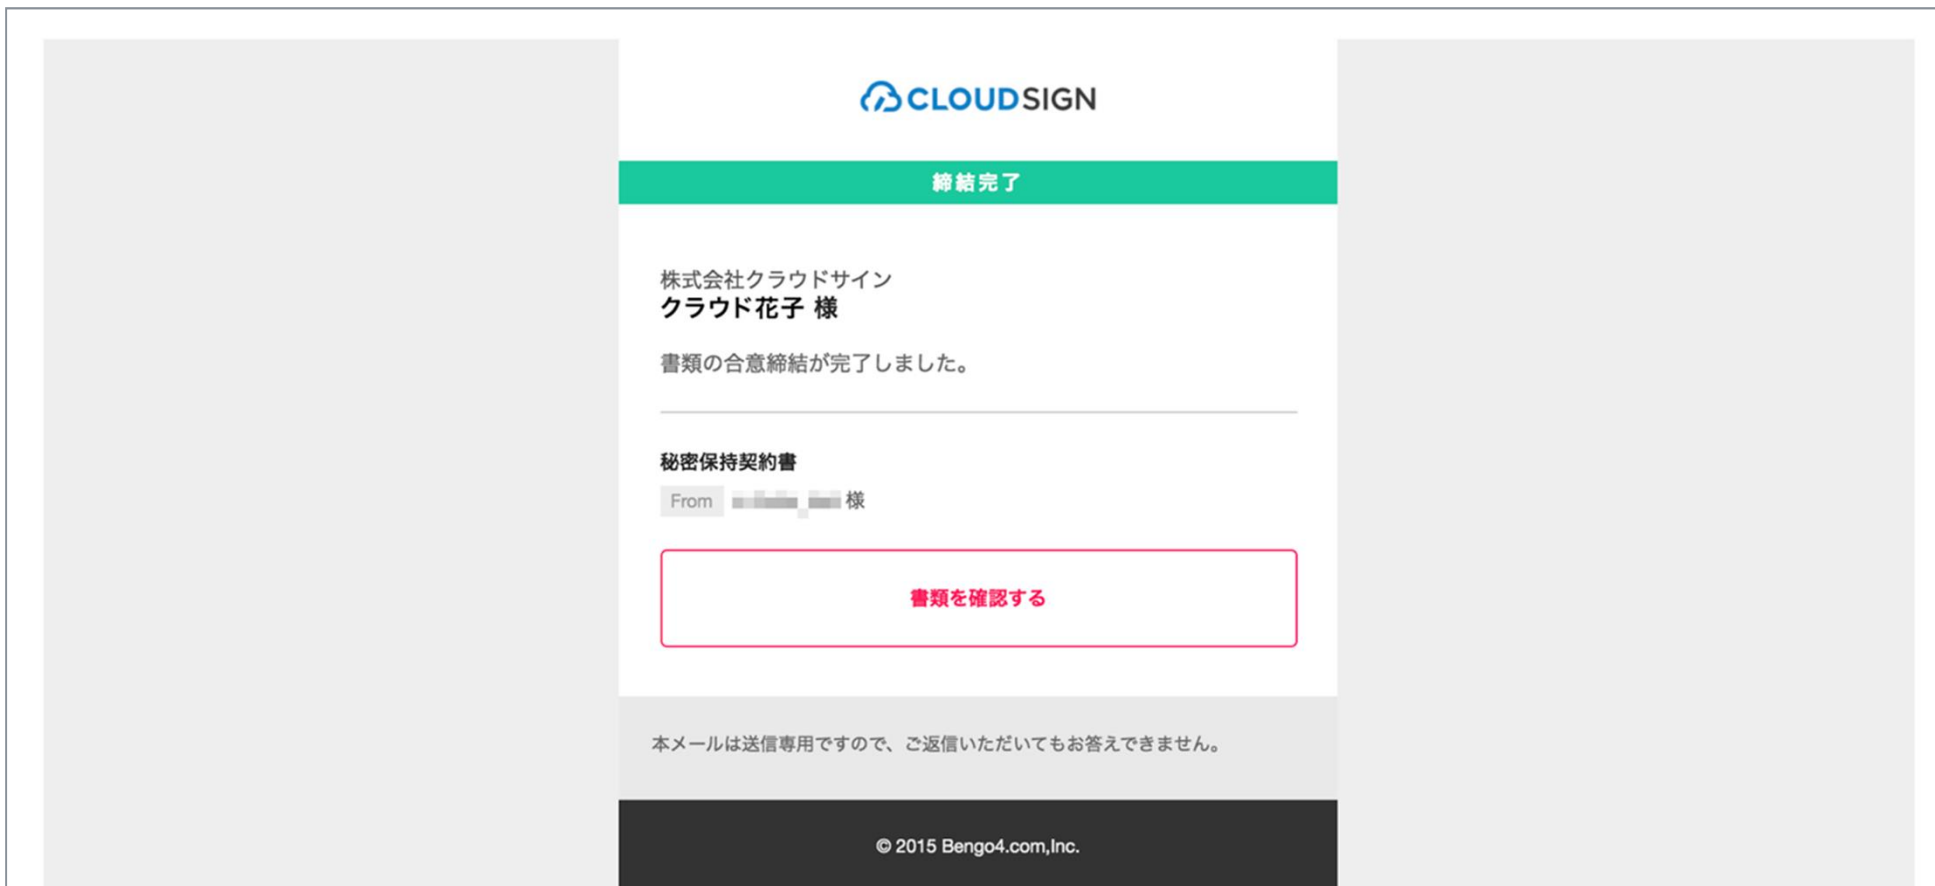 CLOUDSIGN
締結完了
株式会社クラウドサイン
クラウド花子 様
書類の合意締結が完了しました。
秘密保持契約書
From 様
書類を確認する
本メールは送信専用ですので、ご返信いただいてもお答えできません。
© 2015 Bengo4.com,Inc.